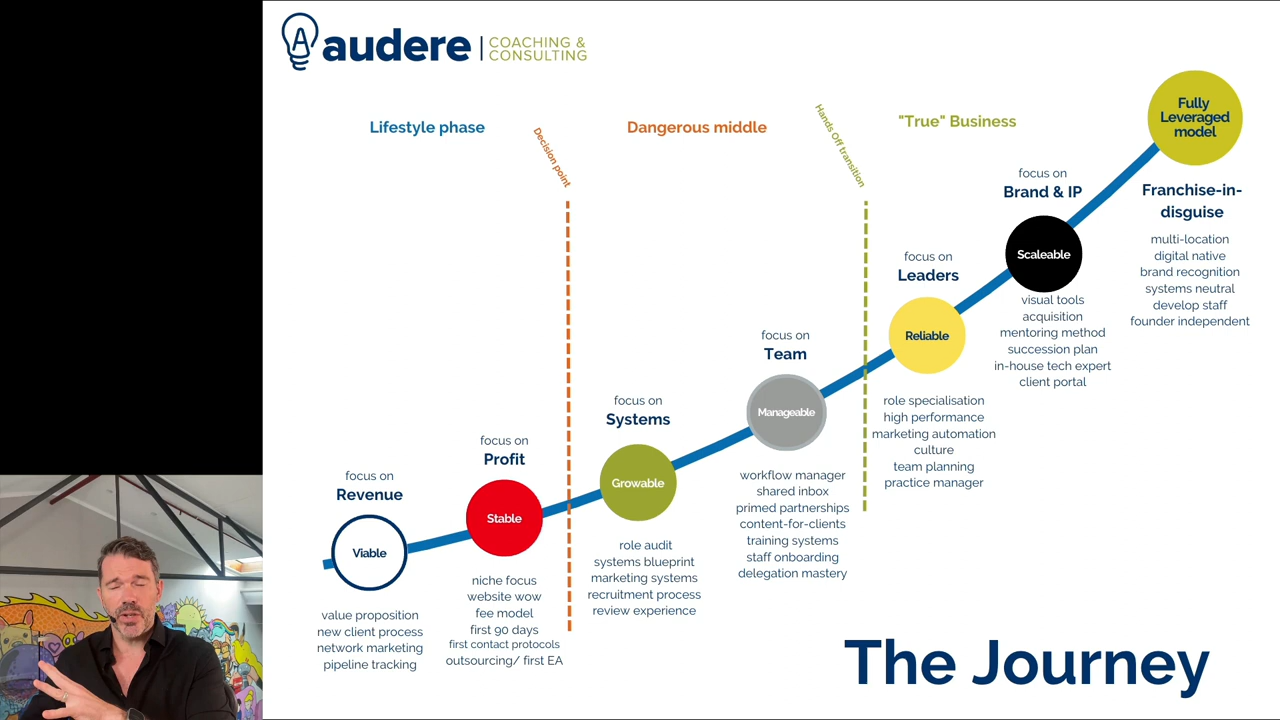 audere
COACHING &
CONSULTING
Lifestyle phase
Decision point
Dangerous middle
Hands Off transition
"True" Business
focus on
Revenue
Viable
value proposition
new client process
network marketing
pipeline tracking
focus on
Profit
Stable
niche focus
website wow
fee model
first 90 days
first contact protocols
outsourcing/ first EA
focus on
Systems
Growable
role audit
systems blueprint
marketing systems
recruitment process
review experience
focus on
Team
Manageable
workflow manager
shared inbox
primed partnerships
content-for-clients
training systems
staff onboarding
delegation mastery
focus on
Leaders
Reliable
role specialisation
high performance
marketing automation
culture
team planning
practice manager
focus on
Brand & IP
Scaleable
visual tools
acquisition
mentoring method
succession plan
in-house tech expert
client portal
Fully
Leveraged
model
Franchise-in-
disguise
multi-location
digital native
brand recognition
systems neutral
develop staff
founder independent
The Journey